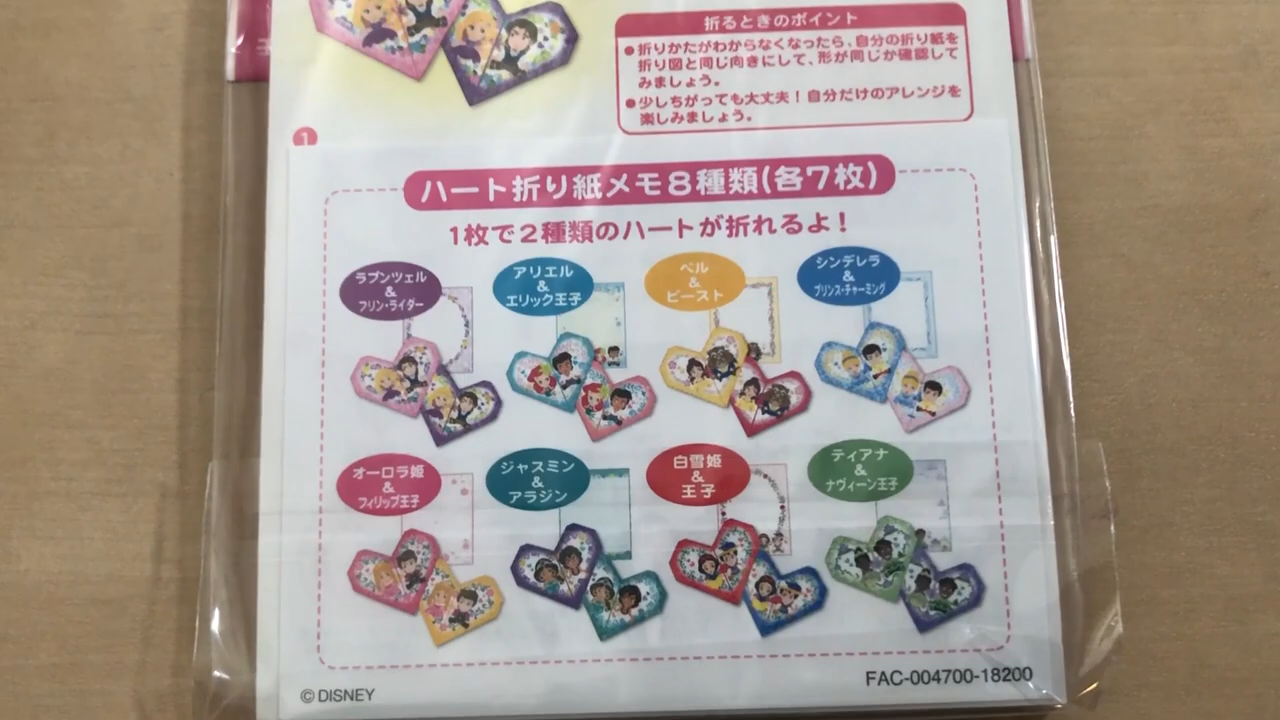 折るときのポイント
●折りかたがわからなくなったら、自分の折り紙を
折り図と同じ向きにして、形が同じか確認して
みましょう。
●少しちがっても大丈夫！自分だけのアレンジを
楽しみましょう。
1
ハート折り紙メモ8種類(各7枚)
1枚で2種類のハートが折れるよ！
ラプンツェル
&
フリン・ライダー
アリエル
&
エリック王子
ベル
&
ビースト
シンデレラ
&
プリンス・チャーミング
オーロラ姫
&
フィリップ王子
ジャスミン
&
アラジン
白雪姫
&
王子
ティアナ
&
ナヴィーン王子
© DISNEY
FAC-004700-18200